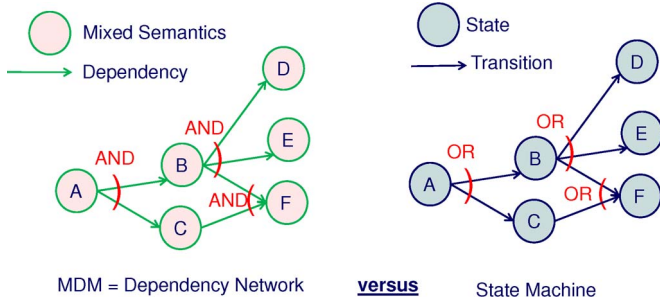 Mixed Semantics
Dependency
D
AND
AND
B
E
A
AND
F
C
MDM = Dependency Network
versus
State
Transition
D
OR
OR
B
E
A
OR
F
C
State Machine